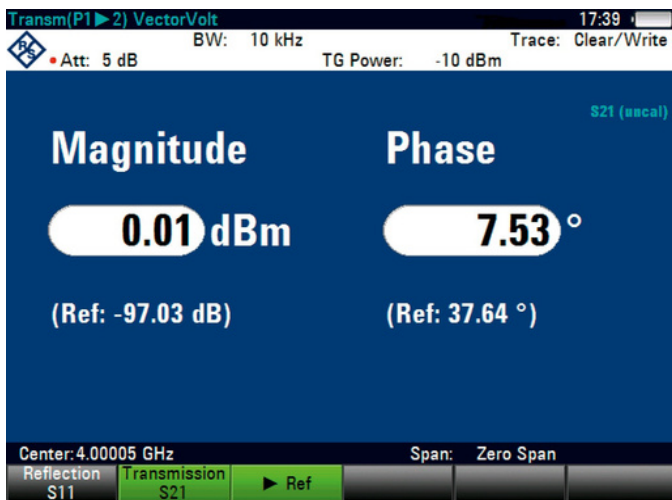 Transm(P1►2) VectorVolt 17:39
R&S BW: 10 kHz Trace: Clear/Write
• Att: 5 dB TG Power: -10 dBm
S21 (uncal)
Magnitude Phase
0.01 dBm 7.53 °
(Ref: -97.03 dB) (Ref: 37.64 °)
Center: 4.00005 GHz Span: Zero Span
Reflection S11 Transmission S21 ► Ref